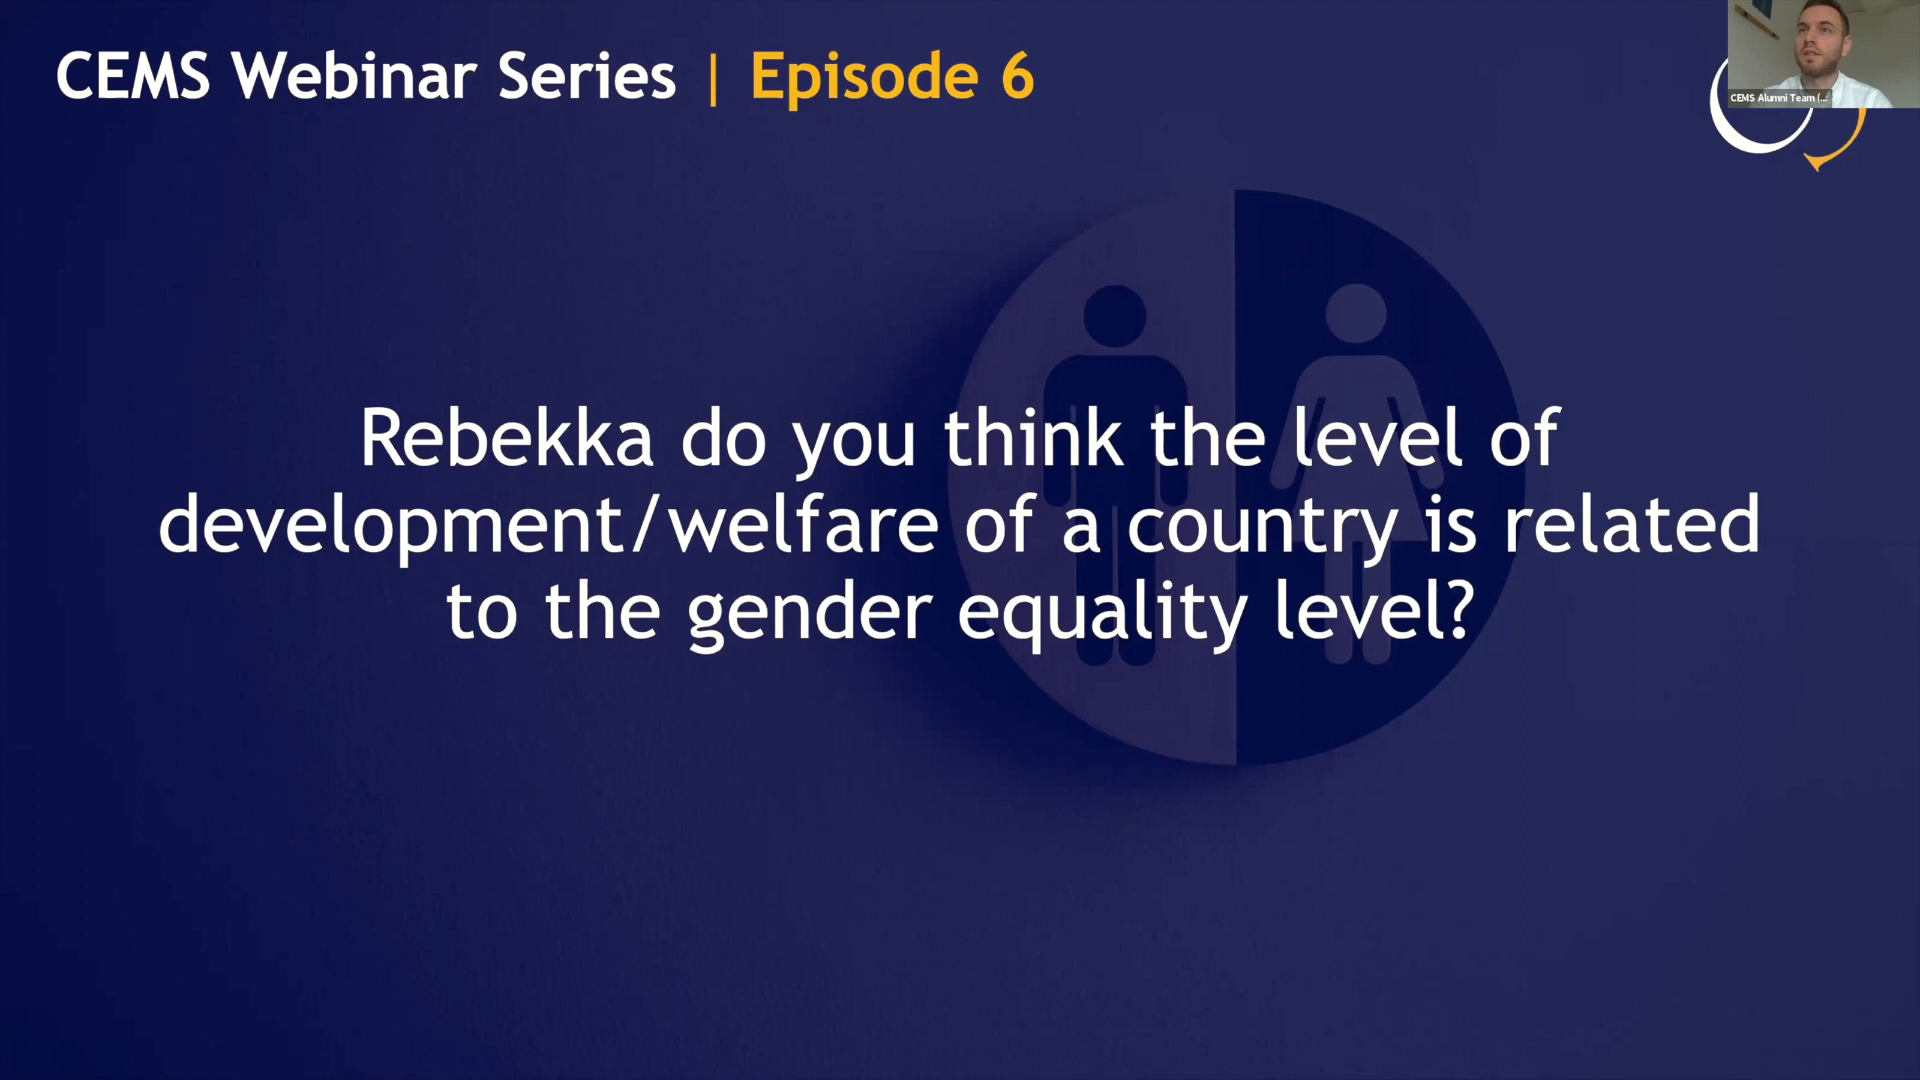 CEMS Webinar Series | Episode 6
CEMS Alumni Team (...
Rebekka do you think the level of
development/welfare of a country is related
to the gender equality level?